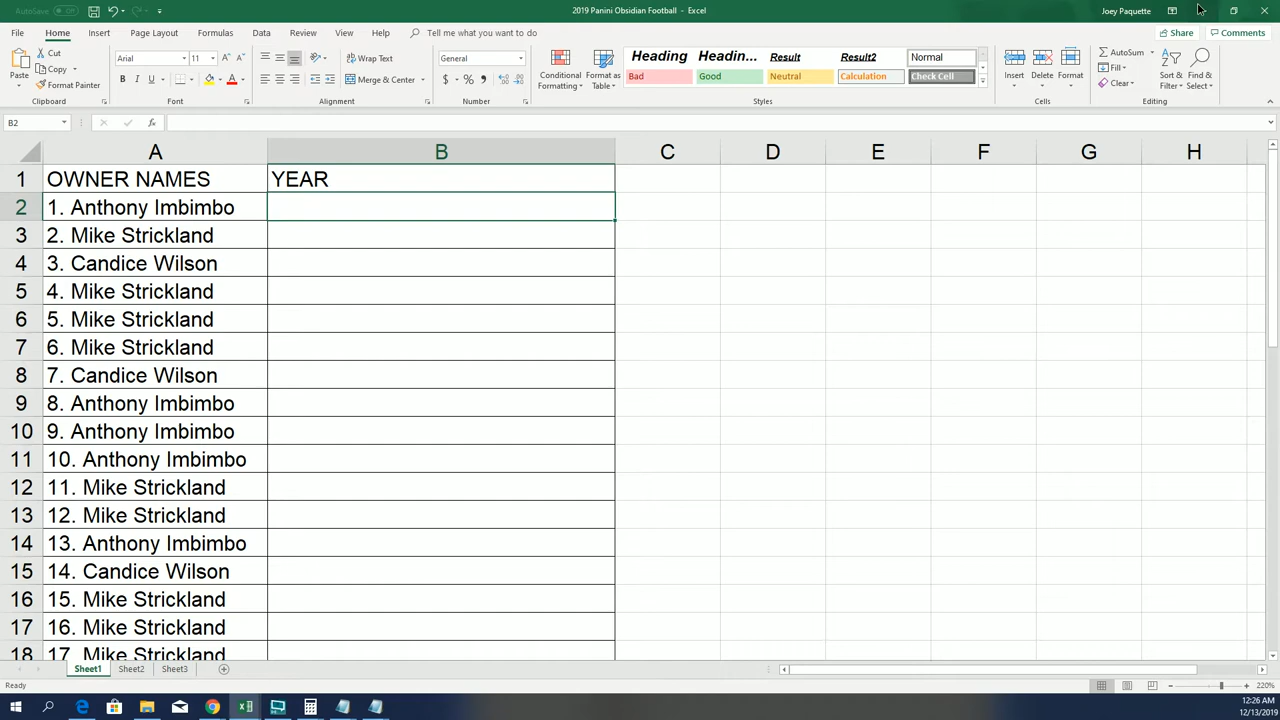 AutoSave Off
2019 Panini Obsidian Football - Excel
Joey Paquette
File Home Insert Page Layout Formulas Data Review View Help Tell me what you want to do
Share Comments
Paste
Cut
Copy
Format Painter
Clipboard
Arial 11
B I U
Font
Wrap Text
Merge & Center
Alignment
General
$ % ,
Number
Conditional Formatting
Format as Table
Heading Headin... Result Result2 Normal
Bad Good Neutral Calculation Check Cell
Styles
Insert Delete Format
Cells
AutoSum
Fill
Clear
Sort & Filter
Find & Select
Editing
B2 fx
A B C D E F G H
1 OWNER NAMES YEAR
2 1. Anthony Imbimbo
3 2. Mike Strickland
4 3. Candice Wilson
5 4. Mike Strickland
6 5. Mike Strickland
7 6. Mike Strickland
8 7. Candice Wilson
9 8. Anthony Imbimbo
10 9. Anthony Imbimbo
11 10. Anthony Imbimbo
12 11. Mike Strickland
13 12. Mike Strickland
14 13. Anthony Imbimbo
15 14. Candice Wilson
16 15. Mike Strickland
17 16. Mike Strickland
18 17. Mike Strickland
Sheet1 Sheet2 Sheet3
Ready
220%
12:26 AM
12/13/2019